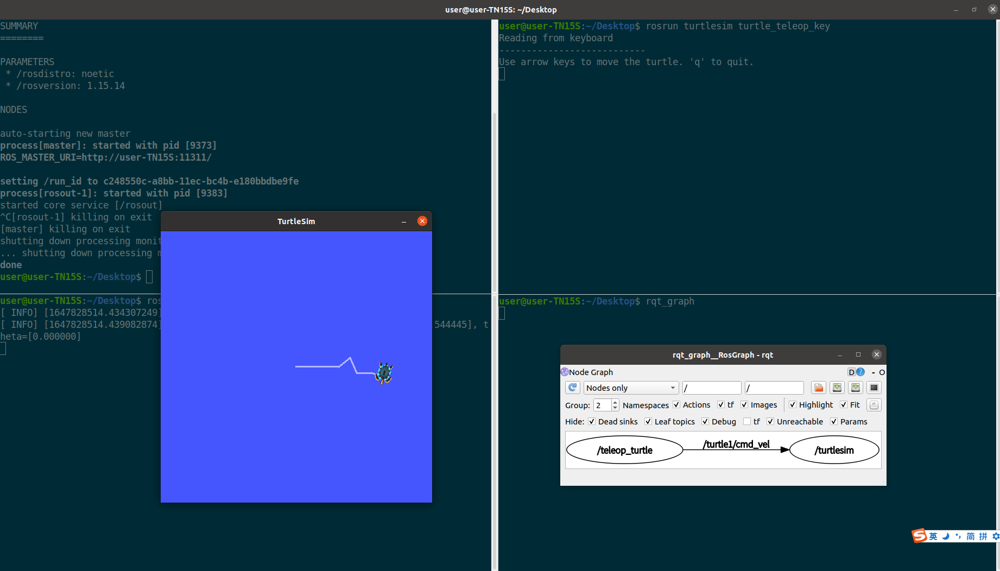 user@user-TN15S: ~/Desktop
SUMMARY
========
PARAMETERS
* /rosdistro: noetic
* /rosversion: 1.15.14
NODES
auto-starting new master
process[master]: started with pid [9373]
ROS_MASTER_URI=http://user-TN15S:11311/
setting /run_id to c248550c-a8bb-11ec-bc4b-e180bbdbe9fe
process[rosout-1]: started with pid [9383]
started core service [/rosout]
^C[rosout-1] killing on exit
[master] killing on exit
shutting down processing monit
... shutting down processing m
done
user@user-TN15S:~/Desktop$
user@user-TN15S:~/Desktop$ ros
[ INFO] [1647828514.434307249]
[ INFO] [1647828514.439082874] .544445], t
heta=[0.000000]
TurtleSim
user@user-TN15S:~/Desktop$ rosrun turtlesim turtle_teleop_key
Reading from keyboard
---------------------------
Use arrow keys to move the turtle. 'q' to quit.
user@user-TN15S:~/Desktop$ rqt_graph
rqt_graph__RosGraph - rqt
Node Graph D ? - O
Nodes only / /
Group: 2 Namespaces Actions tf Images Highlight Fit
Hide: Dead sinks Leaf topics Debug tf Unreachable Params
/teleop_turtle /turtle1/cmd_vel /turtlesim
S 英 简 拼